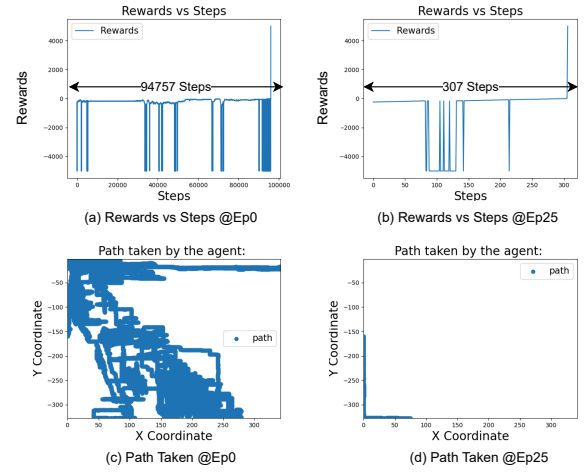 Rewards vs Steps
Rewards
94757 Steps
Rewards
4000
2000
0
−2000
−4000
0
20000
40000
60000
80000
100000
Steps
(a) Rewards vs Steps @Ep0
Rewards vs Steps
Rewards
307 Steps
Rewards
4000
2000
0
−2000
−4000
0
100
200
300
Steps
(b) Rewards vs Steps @Ep25
Path taken by the agent:
path
Y Coordinate
−50
−100
−150
−200
−250
−300
0
50
100
150
200
250
300
X Coordinate
(c) Path Taken @Ep0
Path taken by the agent:
path
Y Coordinate
−50
−100
−150
−200
−250
−300
0
50
100
150
200
250
300
X Coordinate
(d) Path Taken @Ep25